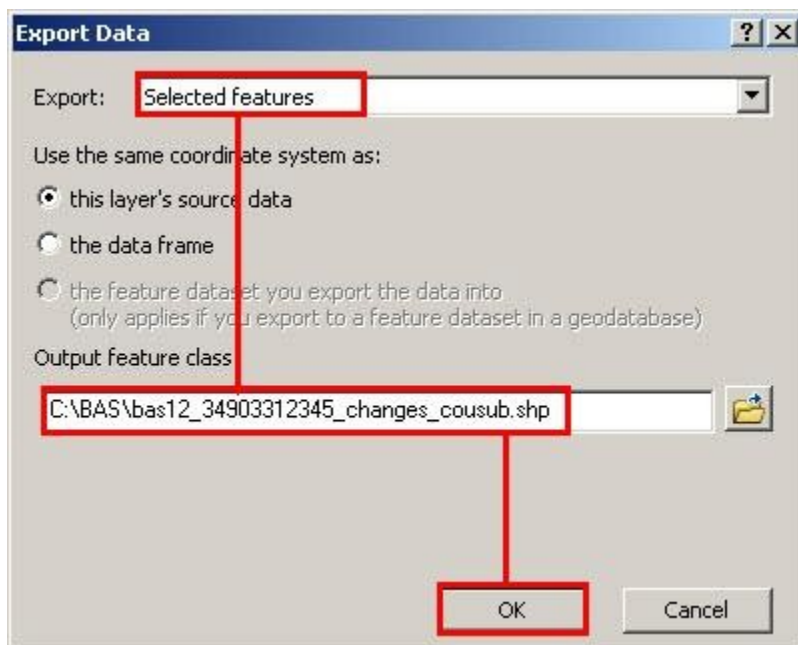 Export Data
Export: Selected features
Use the same coordinate system as:
this layer's source data
the data frame
the feature dataset you export the data into
(only applies if you export to a feature dataset in a geodatabase)
Output feature class
C:\BAS\bas12_34903312345_changes_cousub.shp
OK Cancel